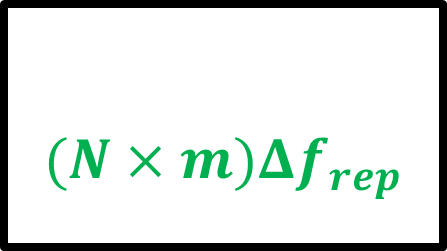 (N × m)Δf_rep